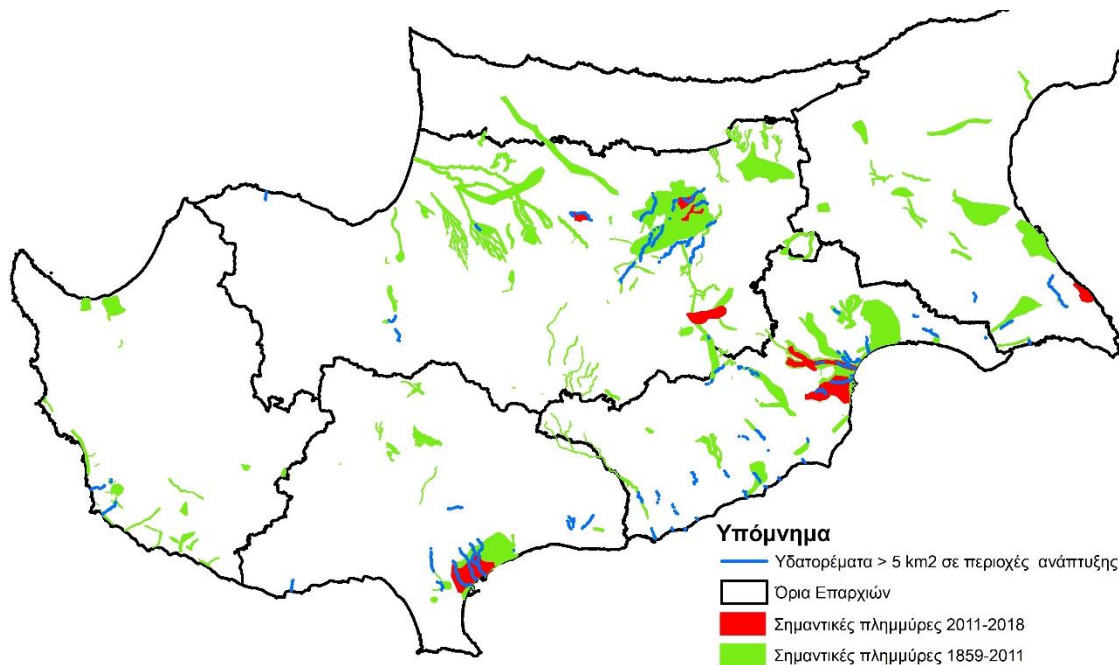 Υπόμνημα
Υδατορέματα > 5 km2 σε περιοχές ανάπτυξης
Όρια Επαρχιών
Σημαντικές πλημμύρες 2011-2018
Σημαντικές πλημμύρες 1859-2011